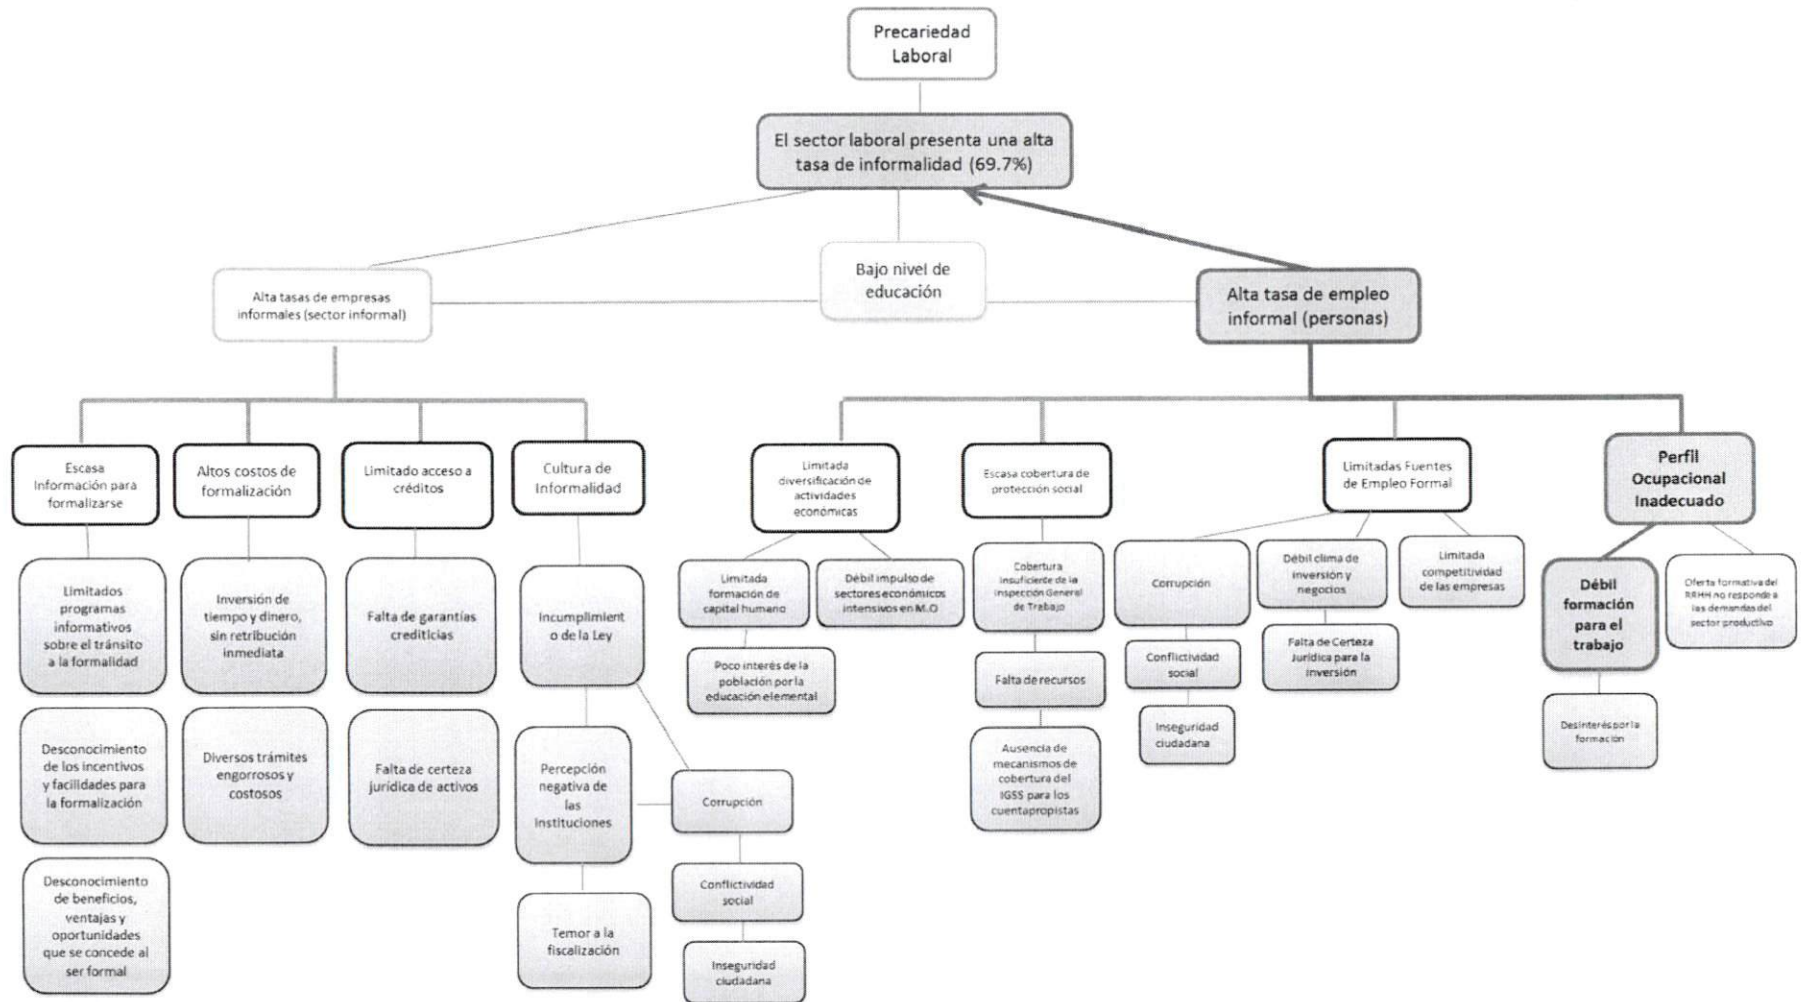 Precariedad
Laboral
El sector laboral presenta una alta
tasa de informalidad (69.7%)
Bajo nivel de
educación
Alta tasas de empresas
informales (sector informal)
Alta tasa de empleo
informal (personas)
Escasa
Información para
formalizarse
Altos costos de
formalización
Limitado acceso a
créditos
Cultura de
Informalidad
Limitada
diversificación de
actividades
económicas
Escasa cobertura de
protección social
Limitadas Fuentes
de Empleo Formal
Perfil
Ocupacional
Inadecuado
Limitados
programas
informativos
sobre el tránsito
a la formalidad
Inversión de
tiempo y dinero,
sin retribución
inmediata
Falta de garantías
crediticias
Incumplimient
o de la Ley
Limitada
formación de
capital humano
Débil impulso de
sectores económicos
intensivos en M.O
Cobertura
Insuficiente de la
Inspección General
de Trabajo
Corrupción
Débil clima de
inversión y
negocios
Limitada
competitividad
de las empresas
Débil
formación
para el
trabajo
Oferta formativa del
RRHH no responde a
las demandas del
sector productivo
Poco interés de la
población por la
educación elemental
Falta de recursos
Conflictividad
social
Falta de Certeza
Jurídica para la
inversión
Desconocimiento
de los incentivos
y facilidades para
la formalización
Diversos trámites
engorrosos y
costosos
Falta de certeza
jurídica de activos
Percepción
negativa de
las
Instituciones
Corrupción
Ausencia de
mecanismos de
cobertura del
IGSS para los
cuentapropistas
Inseguridad
ciudadana
Desinterés por la
formación
Desconocimiento
de beneficios,
ventajas y
oportunidades
que se concede al
ser formal
Temor a la
fiscalización
Conflictividad
social
Inseguridad
ciudadana